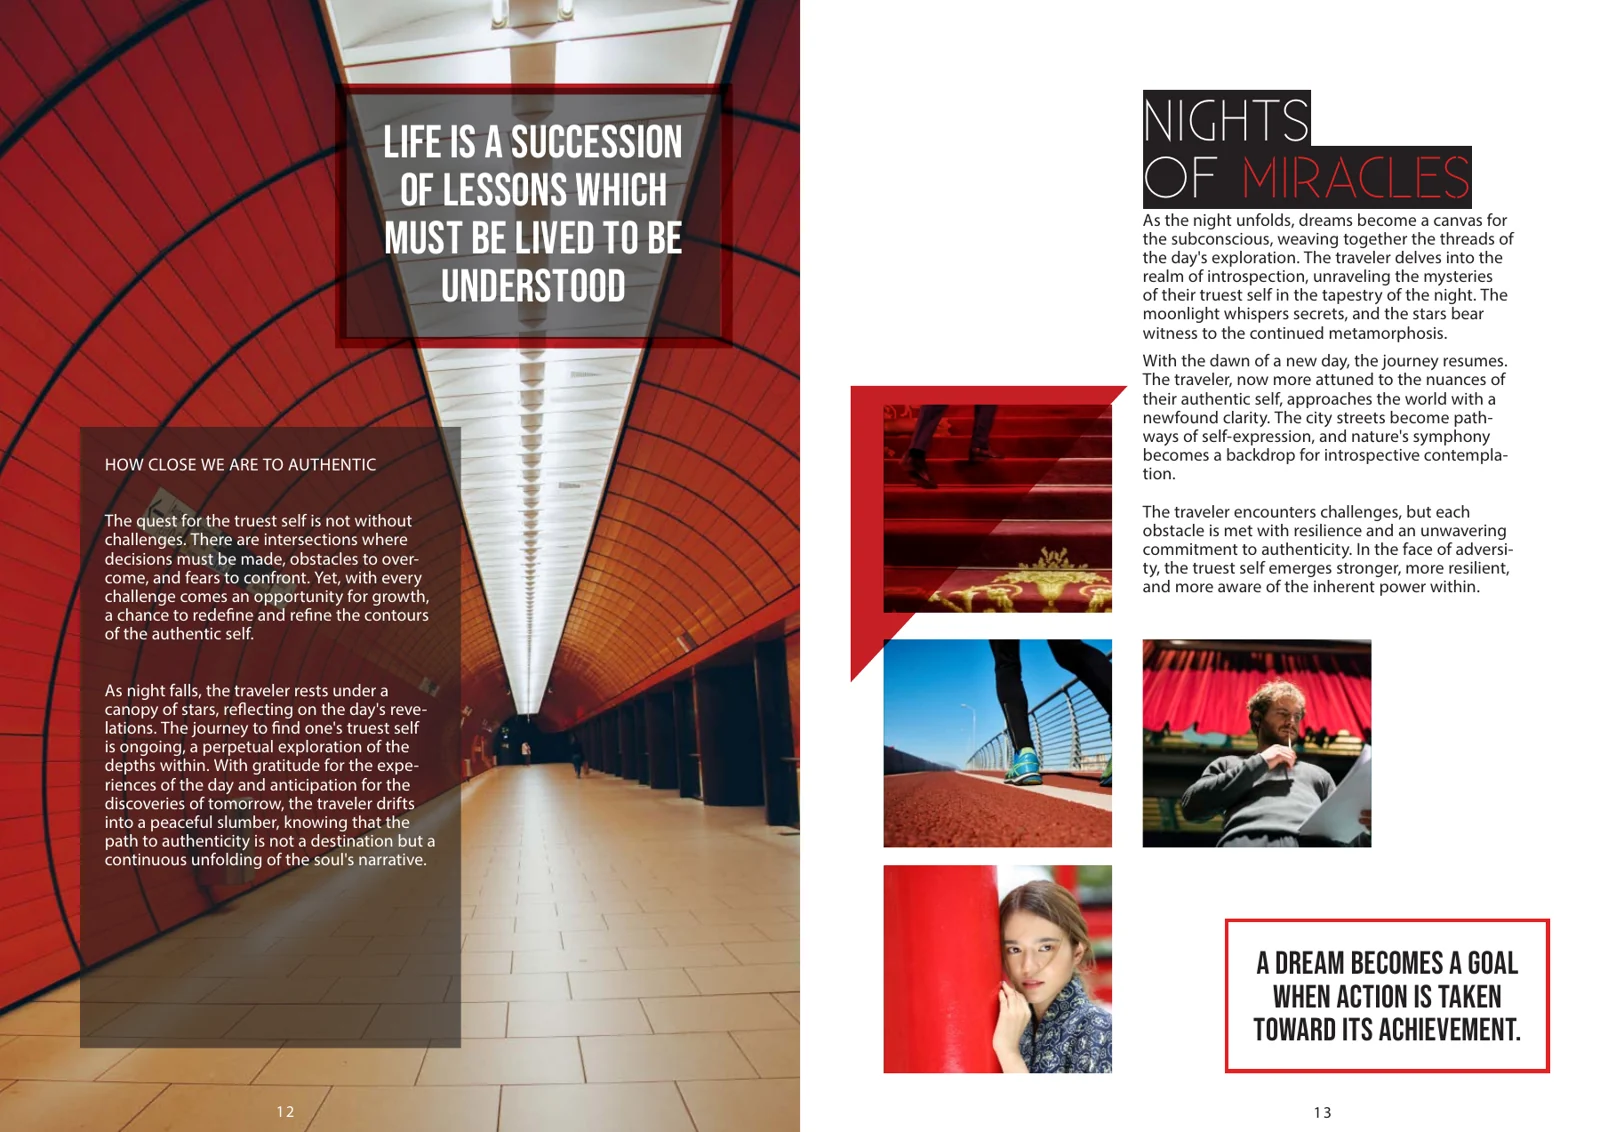 LIFE IS A SUCCESSION
OF LESSONS WHICH
MUST BE LIVED TO BE
UNDERSTOOD
HOW CLOSE WE ARE TO AUTHENTIC
The quest for the truest self is not without
challenges. There are intersections where
decisions must be made, obstacles to over-
come, and fears to confront. Yet, with every
challenge comes an opportunity for growth,
a chance to redefine and refine the contours
of the authentic self.
As night falls, the traveler rests under a
canopy of stars, reflecting on the day's reve-
lations. The journey to find one's truest self
is ongoing, a perpetual exploration of the
depths within. With gratitude for the expe-
riences of the day and anticipation for the
discoveries of tomorrow, the traveler drifts
into a peaceful slumber, knowing that the
path to authenticity is not a destination but a
continuous unfolding of the soul's narrative.
12
NIGHTS
OF MIRACLES
As the night unfolds, dreams become a canvas for
the subconscious, weaving together the threads of
the day's exploration. The traveler delves into the
realm of introspection, unraveling the mysteries
of their truest self in the tapestry of the night. The
moonlight whispers secrets, and the stars bear
witness to the continued metamorphosis.
With the dawn of a new day, the journey resumes.
The traveler, now more attuned to the nuances of
their authentic self, approaches the world with a
newfound clarity. The city streets become path-
ways of self-expression, and nature's symphony
becomes a backdrop for introspective contempla-
tion.
The traveler encounters challenges, but each
obstacle is met with resilience and an unwavering
commitment to authenticity. In the face of adversi-
ty, the truest self emerges stronger, more resilient,
and more aware of the inherent power within.
A DREAM BECOMES A GOAL
WHEN ACTION IS TAKEN
TOWARD ITS ACHIEVEMENT.
13